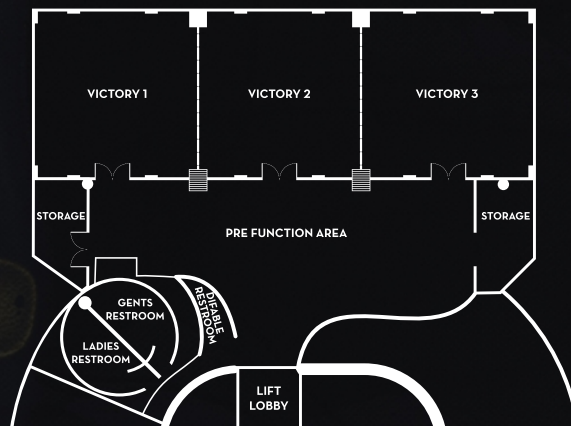 VICTORY 1
VICTORY 2
VICTORY 3
STORAGE
STORAGE
PRE FUNCTION AREA
GENTS
RESTROOM
DIFABLE
RESTROOM
LADIES
RESTROOM
LIFT
LOBBY